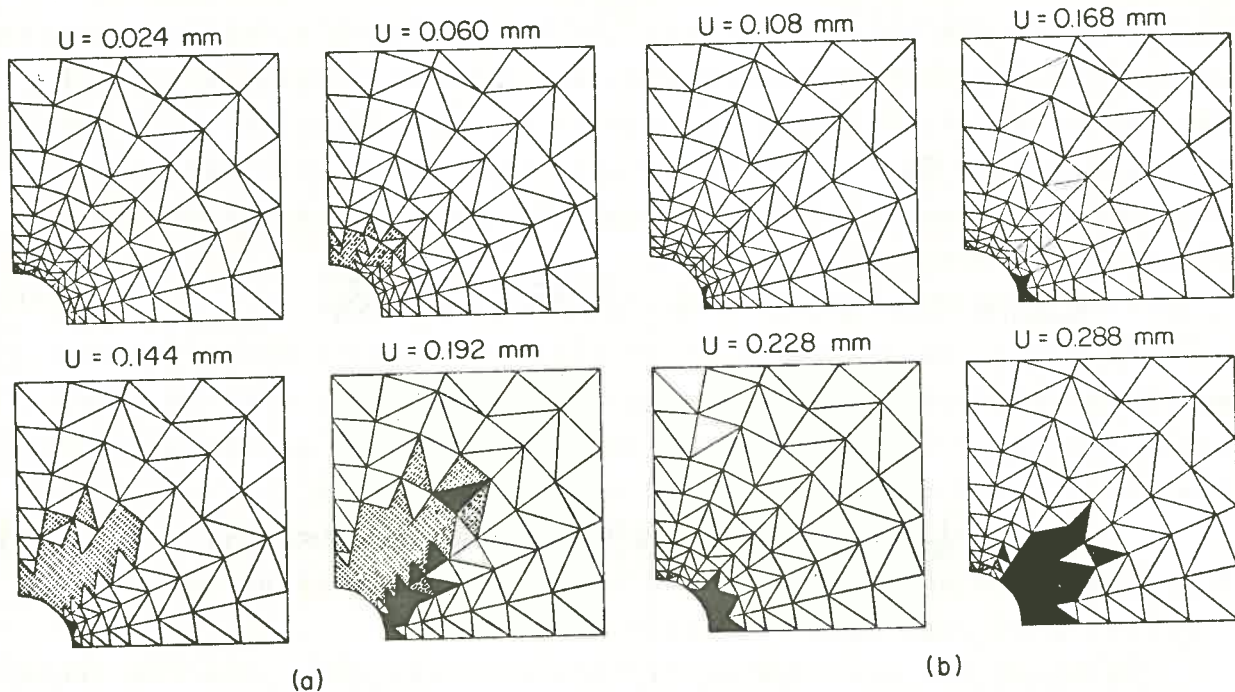 U = 0.024 mm
U = 0.060 mm
U = 0.108 mm
U = 0.168 mm
U = 0.144 mm
U = 0.192 mm
U = 0.228 mm
U = 0.288 mm
(a)
(b)